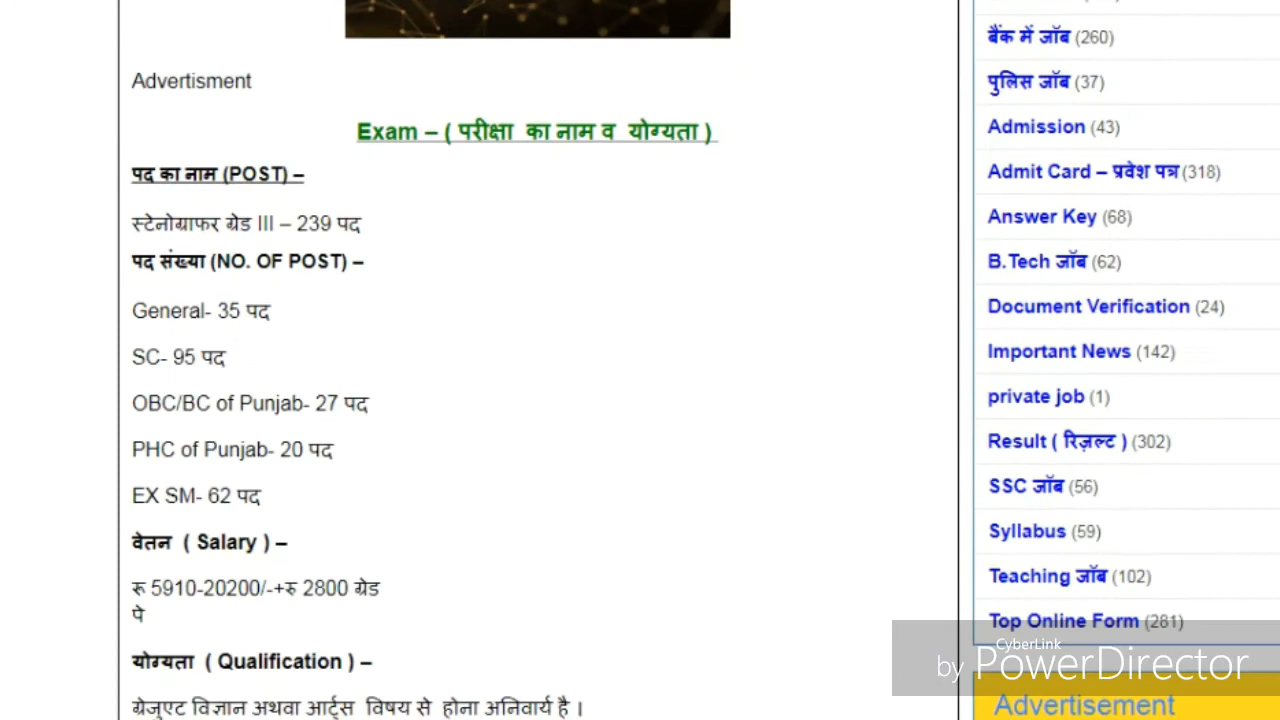 Advertisment
Exam – ( परीक्षा का नाम व योग्यता )
पद का नाम (POST) –
स्टेनोग्राफर ग्रेड III – 239 पद
पद संख्या (NO. OF POST) –
General- 35 पद
SC- 95 पद
OBC/BC of Punjab- 27 पद
PHC of Punjab- 20 पद
EX SM- 62 पद
वेतन ( Salary ) –
रू 5910-20200/-+रु 2800 ग्रेड
पे
योग्यता ( Qualification ) –
ग्रेजुएट विज्ञान अथवा आर्ट्स विषय से होना अनिवार्य है ।
बैंक में जॉब (260)
पुलिस जॉब (37)
Admission (43)
Admit Card – प्रवेश पत्र (318)
Answer Key (68)
B.Tech जॉब (62)
Document Verification (24)
Important News (142)
private job (1)
Result ( रिज़ल्ट ) (302)
SSC जॉब (56)
Syllabus (59)
Teaching जॉब (102)
Top Online Form (281)
CyberLink
by PowerDirector
Advertisement